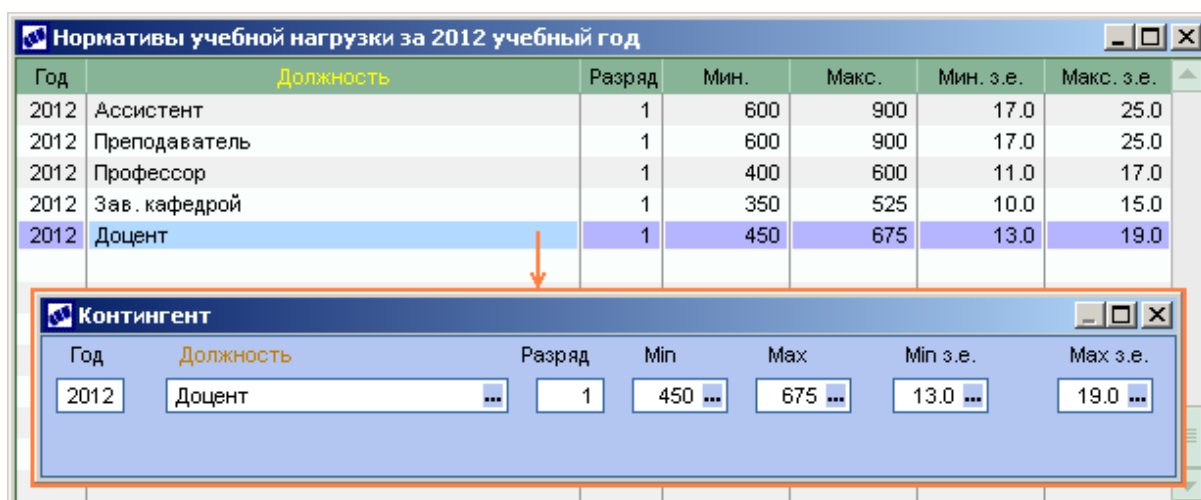 Нормативы учебной нагрузки за 2012 учебный год
Год Должность Разряд Мин. Макс. Мин. з.е. Макс. з.е.
2012 Ассистент 1 600 900 17.0 25.0
2012 Преподаватель 1 600 900 17.0 25.0
2012 Профессор 1 400 600 11.0 17.0
2012 Зав. кафедрой 1 350 525 10.0 15.0
2012 Доцент 1 450 675 13.0 19.0
Контингент
Год Должность Разряд Min Max Min з.е. Max з.е.
2012 Доцент ... 1 450 ... 675 ... 13.0 ... 19.0 ...